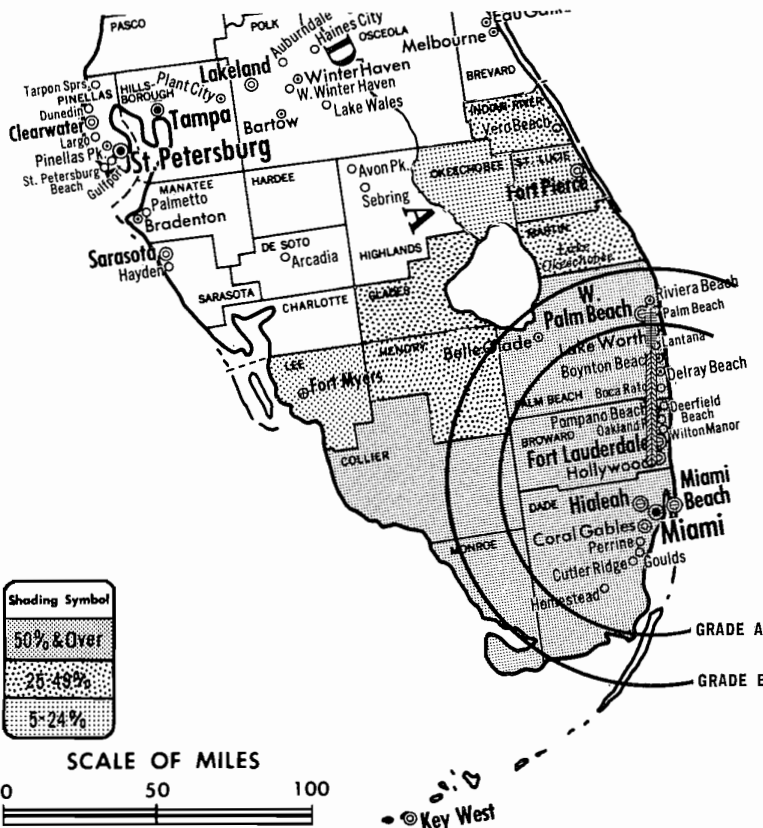 PASCO
POLK
Auburndale
Haines City
OSCEOLA
D
Eau Gallie
Melbourne
Lakeland
Tarpon Sprs.
PINELLAS
HILLS-
BOROUGH
Plant City
Winter Haven
W. Winter Haven
Lake Wales
BREVARD
Dunedin
Clearwater
Largo
Tampa
Bartow
INDIAN RIVER
Vero Beach
Pinellas Pk.
St. Petersburg
St. Petersburg
Beach
Gulfport
MANATEE
HARDEE
Avon Pk.
Sebring
OKEECHOBEE
ST. LUCIE
Fort Pierce
Palmetto
Bradenton
A
Sarasota
Hayden
DE SOTO
Arcadia
HIGHLANDS
MARTIN
Lake
Okeechobee
SARASOTA
CHARLOTTE
GLADES
W.
Palm Beach
Riviera Beach
Palm Beach
LEE
Fort Myers
HENDRY
Belle Glade
Lake Worth
Lantana
Boynton Beach
Delray Beach
PALM BEACH
Boca Raton
Pompano Beach
Deerfield
Beach
Oakland P
BROWARD
Wilton Manor
Fort Lauderdale
Hollywood
COLLIER
DADE
Hialeah
Miami
Beach
Coral Gables
Miami
MONROE
Perrine
Cutler Ridge
Goulds
Homestead
GRADE A
GRADE B
Shading Symbol
50% & Over
25-49%
5-24%
SCALE OF MILES
0 50 100
Key West